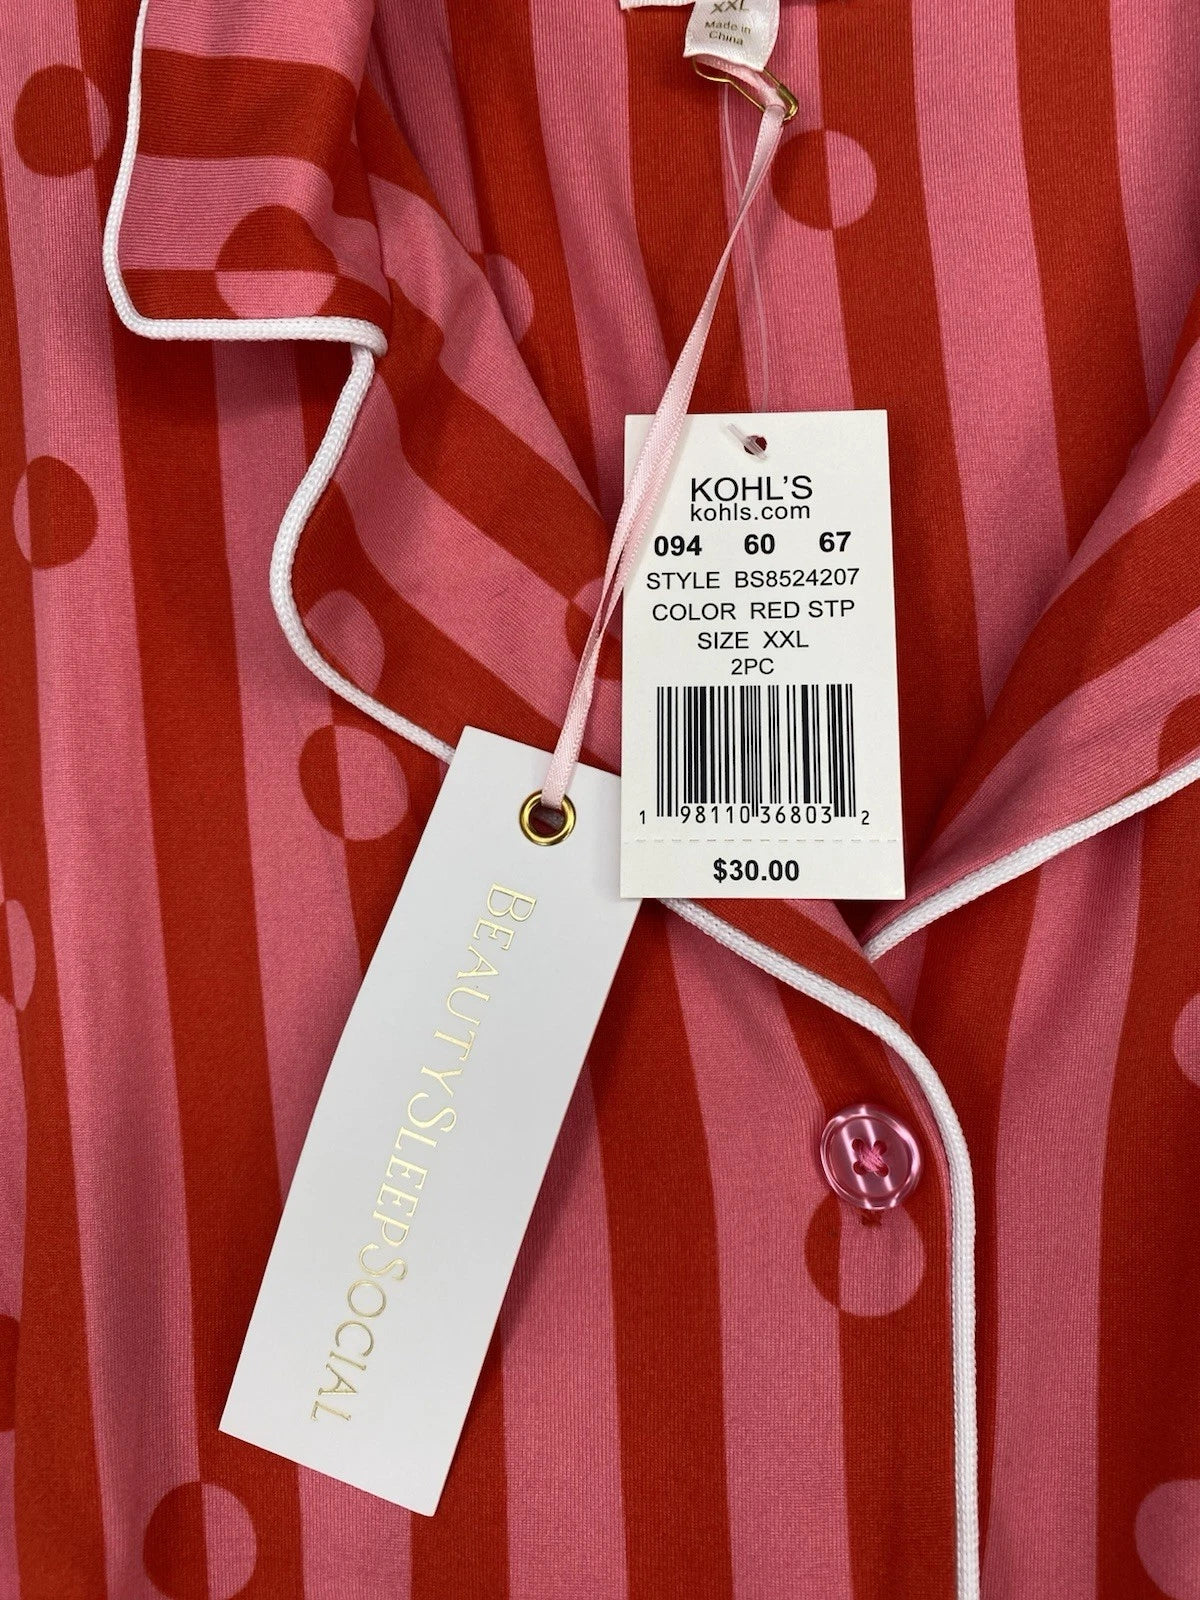 XXL
Made in
China
KOHL'S
kohls.com
094 60 67
STYLE BS8524207
COLOR RED STP
SIZE XXL
2PC
1 98110 36803 2
$30.00
BEAUTYSLEEPSOCIAL